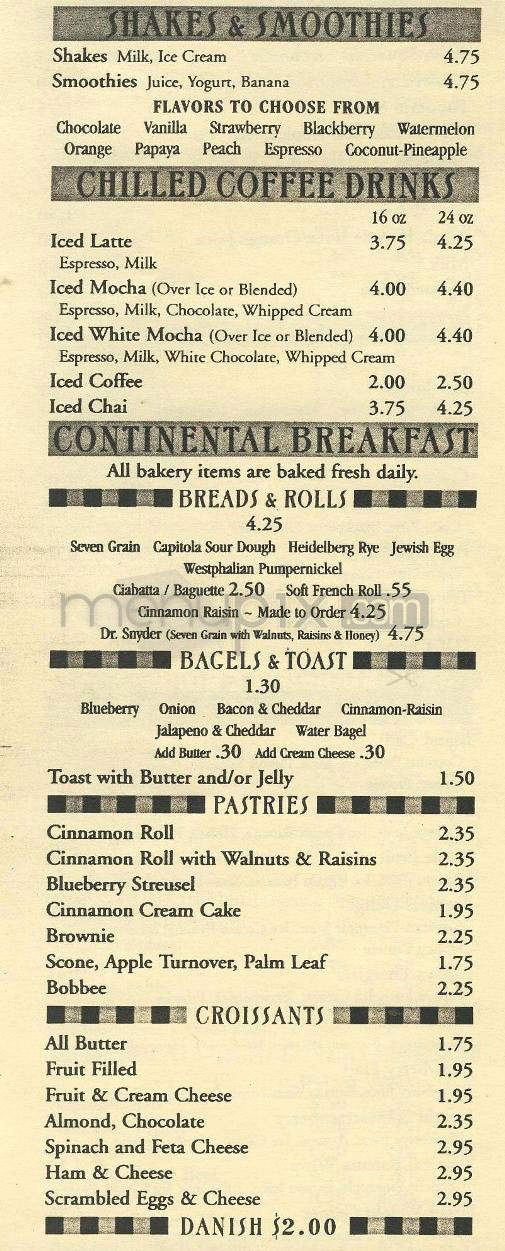 SHAKES & SMOOTHIES
Shakes Milk, Ice Cream 4.75
Smoothies Juice, Yogurt, Banana 4.75
FLAVORS TO CHOOSE FROM
Chocolate Vanilla Strawberry Blackberry Watermelon
Orange Papaya Peach Espresso Coconut-Pineapple
CHILLED COFFEE DRINKS
16 oz 24 oz
Iced Latte 3.75 4.25
Espresso, Milk
Iced Mocha (Over Ice or Blended) 4.00 4.40
Espresso, Milk, Chocolate, Whipped Cream
Iced White Mocha (Over Ice or Blended) 4.00 4.40
Espresso, Milk, White Chocolate, Whipped Cream
Iced Coffee 2.00 2.50
Iced Chai 3.75 4.25
CONTINENTAL BREAKFAST
All bakery items are baked fresh daily.
BREADS & ROLLS
4.25
Seven Grain Capitola Sour Dough Heidelberg Rye Jewish Egg
Westphalian Pumpernickel
Ciabatta / Baguette 2.50 Soft French Roll .55
Cinnamon Raisin ~ Made to Order 4.25
Dr. Snyder (Seven Grain with Walnuts, Raisins & Honey) 4.75
BAGELS & TOAST
1.30
Blueberry Onion Bacon & Cheddar Cinnamon-Raisin
Jalapeno & Cheddar Water Bagel
Add Butter .30 Add Cream Cheese .30
Toast with Butter and/or Jelly 1.50
PASTRIES
Cinnamon Roll 2.35
Cinnamon Roll with Walnuts & Raisins 2.35
Blueberry Streusel 2.35
Cinnamon Cream Cake 1.95
Brownie 2.25
Scone, Apple Turnover, Palm Leaf 1.75
Bobbee 2.25
CROISSANTS
All Butter 1.75
Fruit Filled 1.95
Fruit & Cream Cheese 1.95
Almond, Chocolate 2.35
Spinach and Feta Cheese 2.95
Ham & Cheese 2.95
Scrambled Eggs & Cheese 2.95
DANISH $2.00